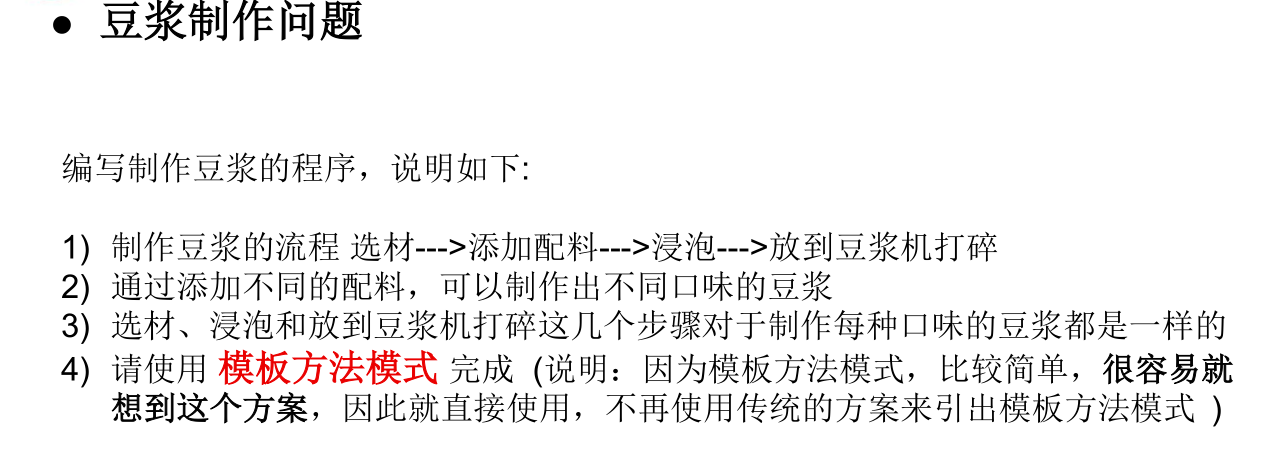 ● 豆浆制作问题
编写制作豆浆的程序，说明如下:
1) 制作豆浆的流程 选材--->添加配料--->浸泡--->放到豆浆机打碎
2) 通过添加不同的配料，可以制作出不同口味的豆浆
3) 选材、浸泡和放到豆浆机打碎这几个步骤对于制作每种口味的豆浆都是一样的
4) 请使用 模板方法模式 完成 (说明：因为模板方法模式，比较简单，很容易就
想到这个方案，因此就直接使用，不再使用传统的方案来引出模板方法模式 )